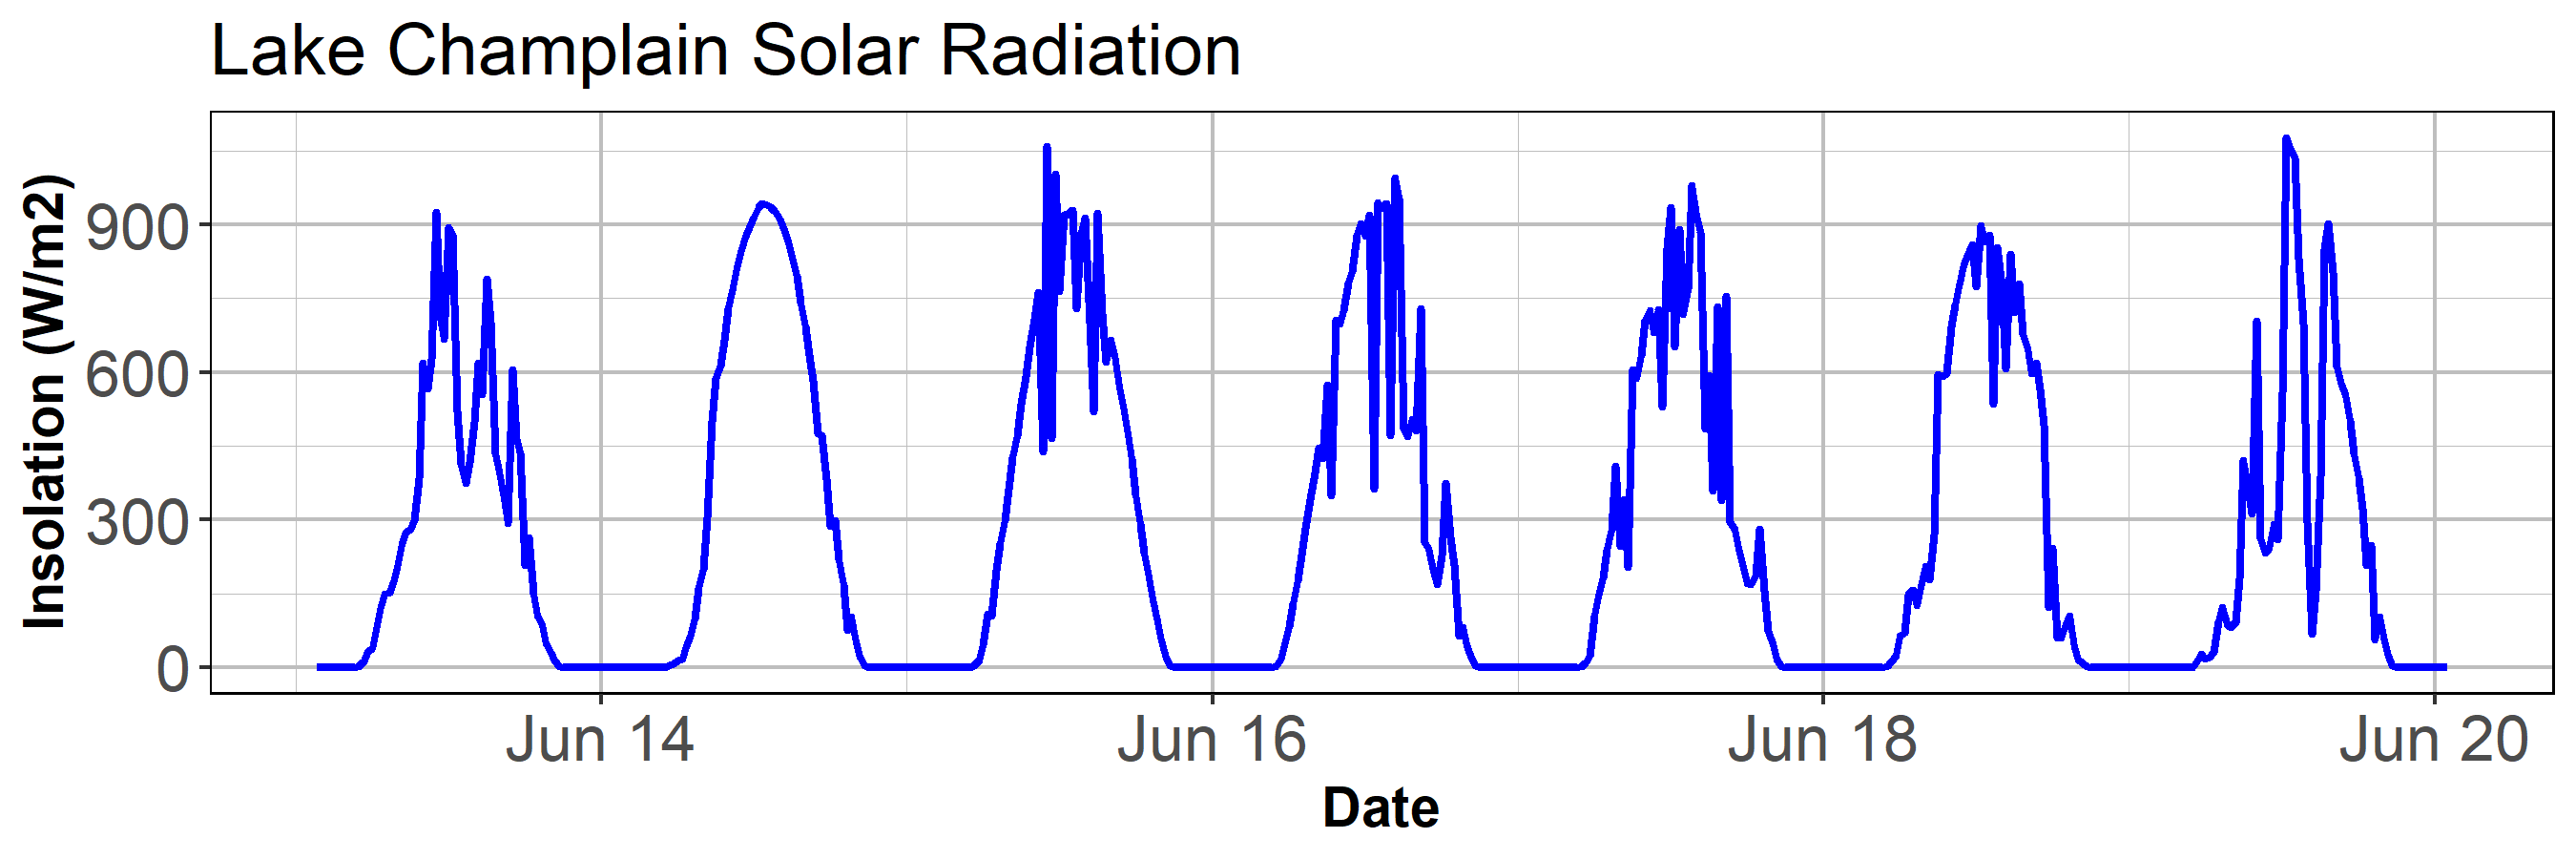 Lake Champlain Solar Radiation
Insolation (W/m2)
900
600
300
0
Jun 14 Jun 16 Jun 18 Jun 20
Date